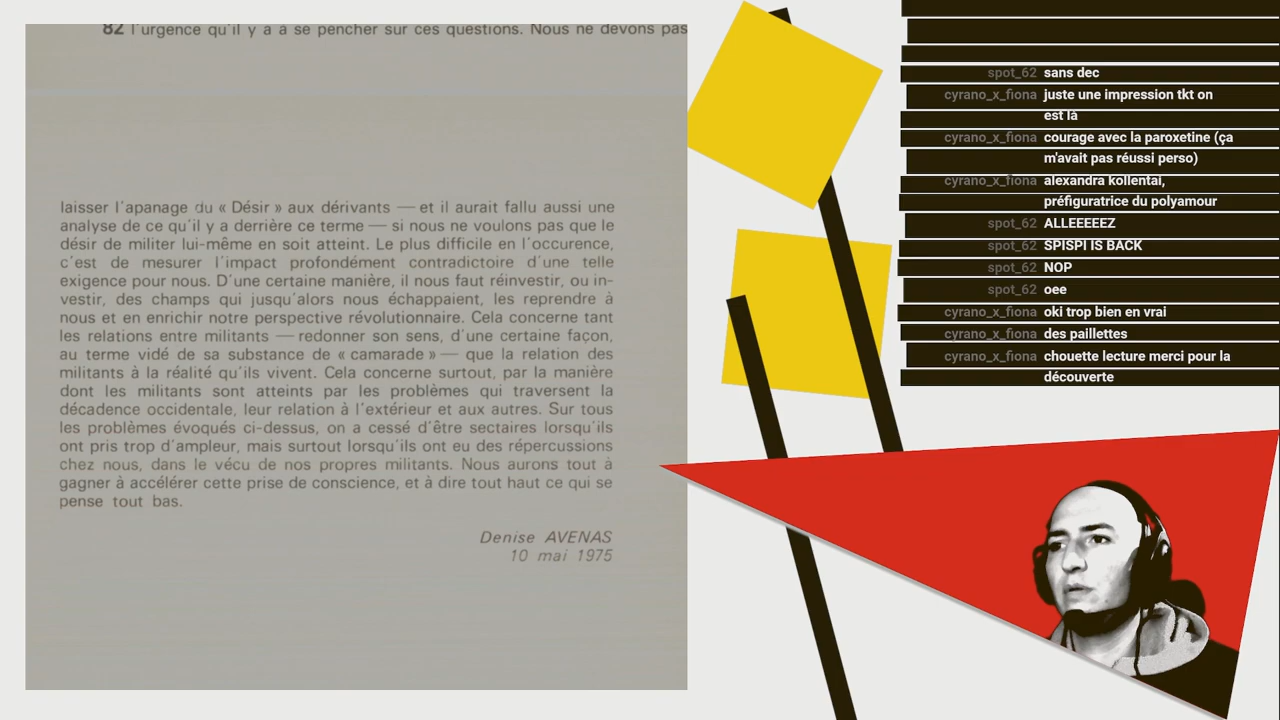 82 l'urgence qu'il y a à se pencher sur ces questions. Nous ne devons pas
laisser l'apanage du « Désir » aux dérivants — et il aurait fallu aussi une
analyse de ce qu'il y a derrière ce terme — si nous ne voulons pas que le
désir de militer lui-même en soit atteint. Le plus difficile en l'occurence,
c'est de mesurer l'impact profondément contradictoire d'une telle
exigence pour nous. D'une certaine manière, il nous faut réinvestir, ou in-
vestir, des champs qui jusqu'alors nous échappaient, les reprendre à
nous et en enrichir notre perspective révolutionnaire. Cela concerne tant
les relations entre militants — redonner son sens, d'une certaine façon,
au terme vidé de sa substance de « camarade » — que la relation des
militants à la réalité qu'ils vivent. Cela concerne surtout, par la manière
dont les militants sont atteints par les problèmes qui traversent la
décadence occidentale, leur relation à l'extérieur et aux autres. Sur tous
les problèmes évoqués ci-dessus, on a cessé d'être sectaires lorsqu'ils
ont pris trop d'ampleur, mais surtout lorsqu'ils ont eu des répercussions
chez nous, dans le vécu de nos propres militants. Nous aurons tout à
gagner à accélérer cette prise de conscience, et à dire tout haut ce qui se
pense tout bas.
Denise AVENAS
10 mai 1975
spot_62 sans dec
cyrano_x_fiona juste une impression tkt on
est là
cyrano_x_fiona courage avec la paroxetine (ça
m'avait pas réussi perso)
cyrano_x_fiona alexandra kollentai,
préfiguratrice du polyamour
spot_62 ALLEEEEEZ
spot_62 SPISPI IS BACK
spot_62 NOP
spot_62 oee
cyrano_x_fiona oki trop bien en vrai
cyrano_x_fiona des paillettes
cyrano_x_fiona chouette lecture merci pour la
découverte